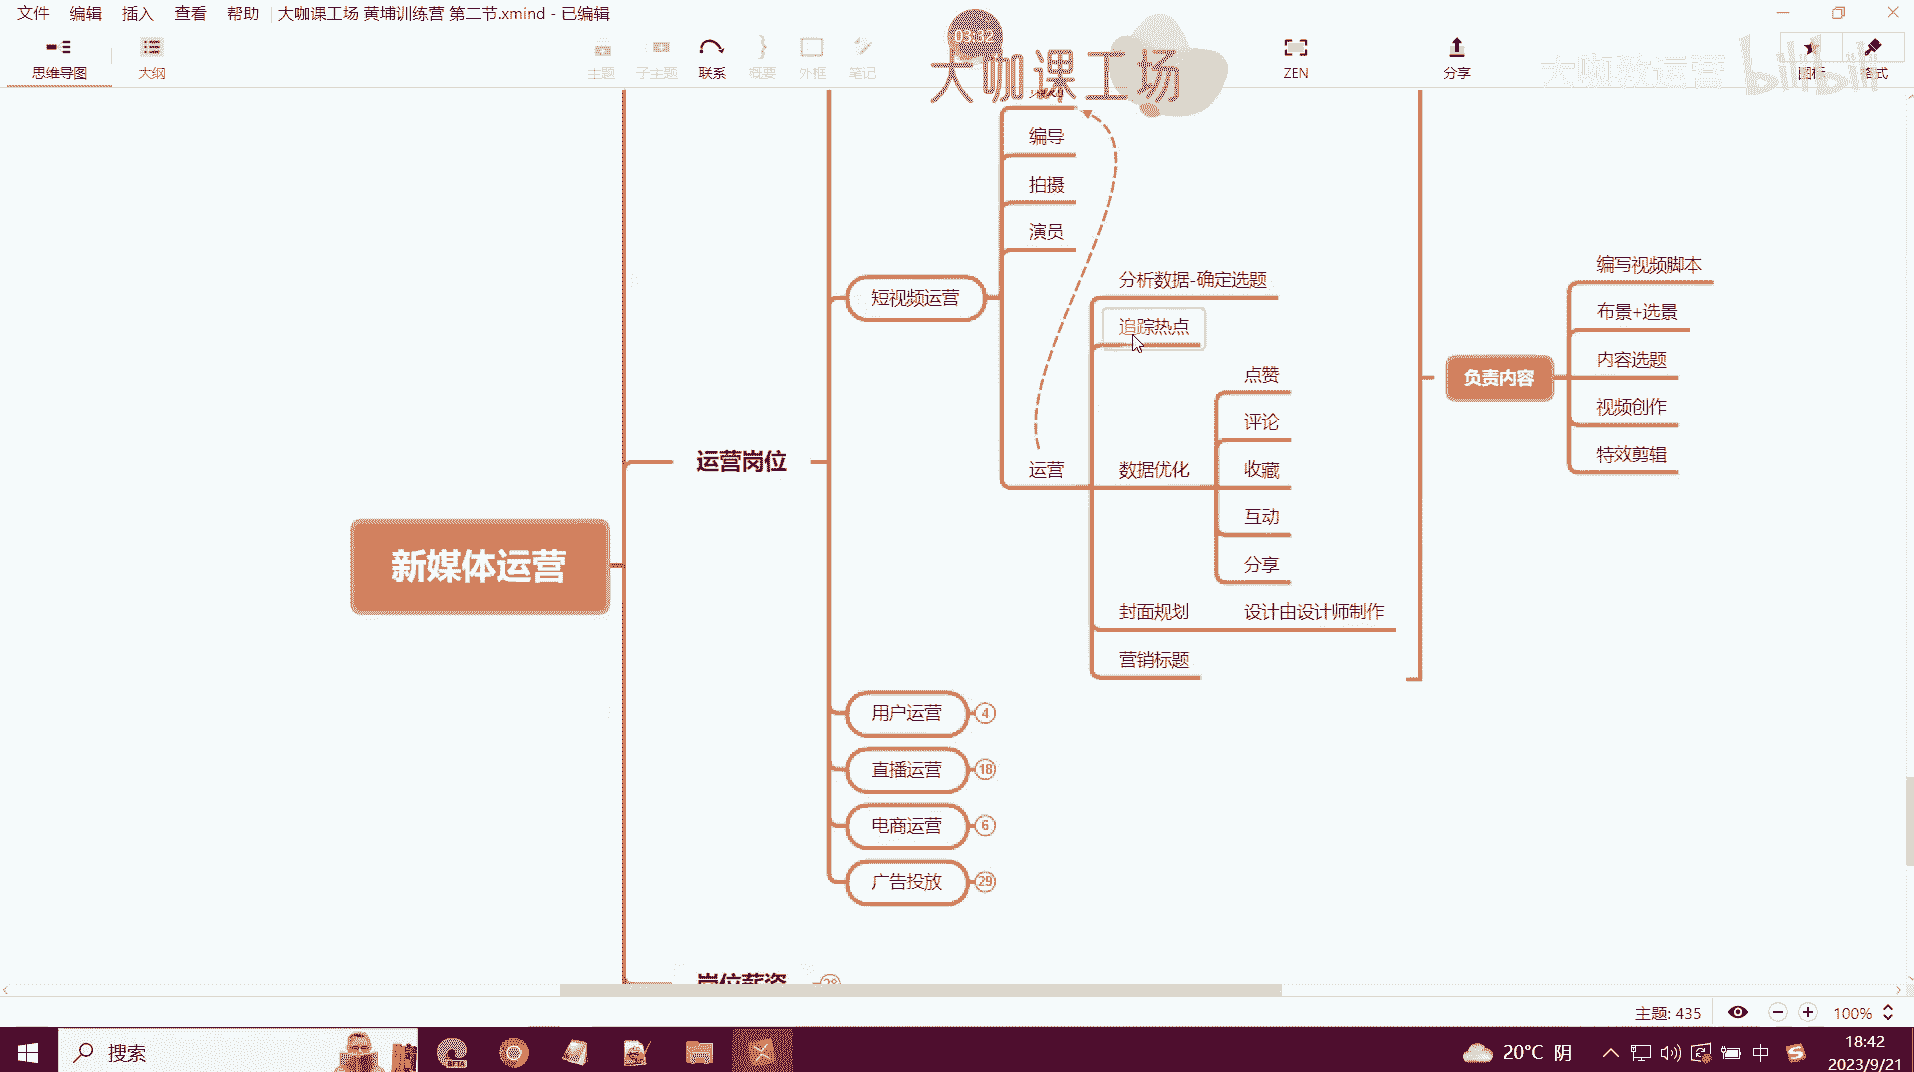 文件 编辑 插入 查看 帮助 大咖课工场 黄埔训练营 第二节.xmind - 已编辑
思维导图 大纲 主题 子主题 联系 概要 外框 笔记 ZEN 分享 图标 格式
03:32
大咖课工场
bilibili
编导
拍摄
演员
短视频运营
分析数据-确定选题
追踪热点
运营
数据优化
点赞
评论
收藏
互动
分享
封面规划 设计由设计师制作
营销标题
负责内容
编写视频脚本
布景+选景
内容选题
视频创作
特效剪辑
运营岗位
新媒体运营
用户运营 4
直播运营 18
电商运营 6
广告投放 29
岗位薪资 28
主题: 435 100%
搜索
BETA
20°C 阴
中
18:42
2023/9/21